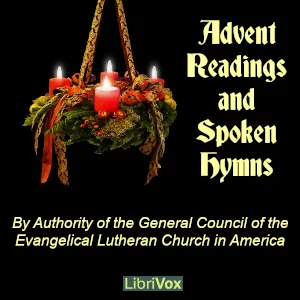 Advent
Readings
and
Spoken
Hymns
By Authority of the General Council of the
Evangelical Lutheran Church in America
LibriVox